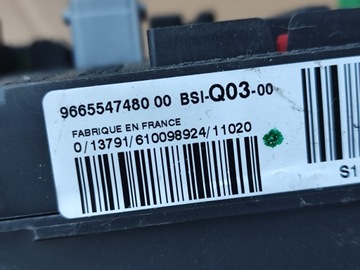 9665547480 00 BSI-Q03-00
FABRIQUE EN FRANCE
0/13791/610098924/11020
S1